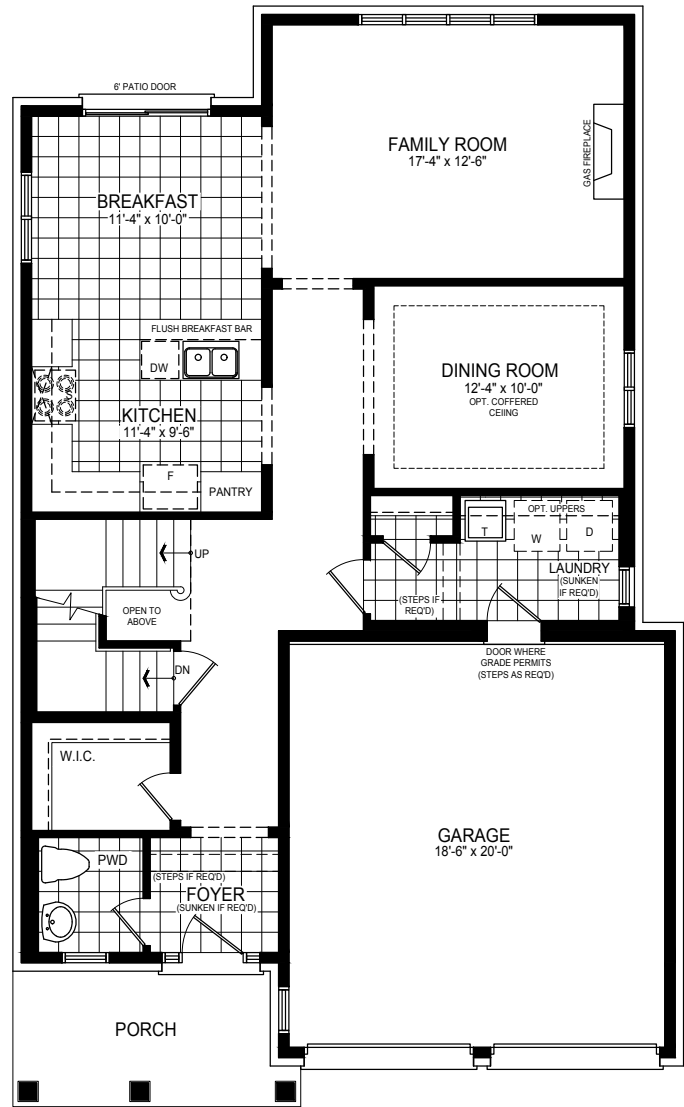 6' PATIO DOOR
FAMILY ROOM
17'-4" x 12'-6"
GAS FIREPLACE
BREAKFAST
11'-4" x 10'-0"
FLUSH BREAKFAST BAR
DW
DINING ROOM
12'-4" x 10'-0"
OPT. COFFERED
CEIING
KITCHEN
11'-4" x 9'-6"
F
PANTRY
OPT. UPPERS
T
W
D
UP
LAUNDRY
(SUNKEN
IF REQ'D)
(STEPS IF
REQ'D)
OPEN TO
ABOVE
DN
DOOR WHERE
GRADE PERMITS
(STEPS AS REQ'D)
W.I.C.
GARAGE
18'-6" x 20'-0"
PWD
(STEPS IF REQ'D)
FOYER
(SUNKEN IF REQ'D)
PORCH